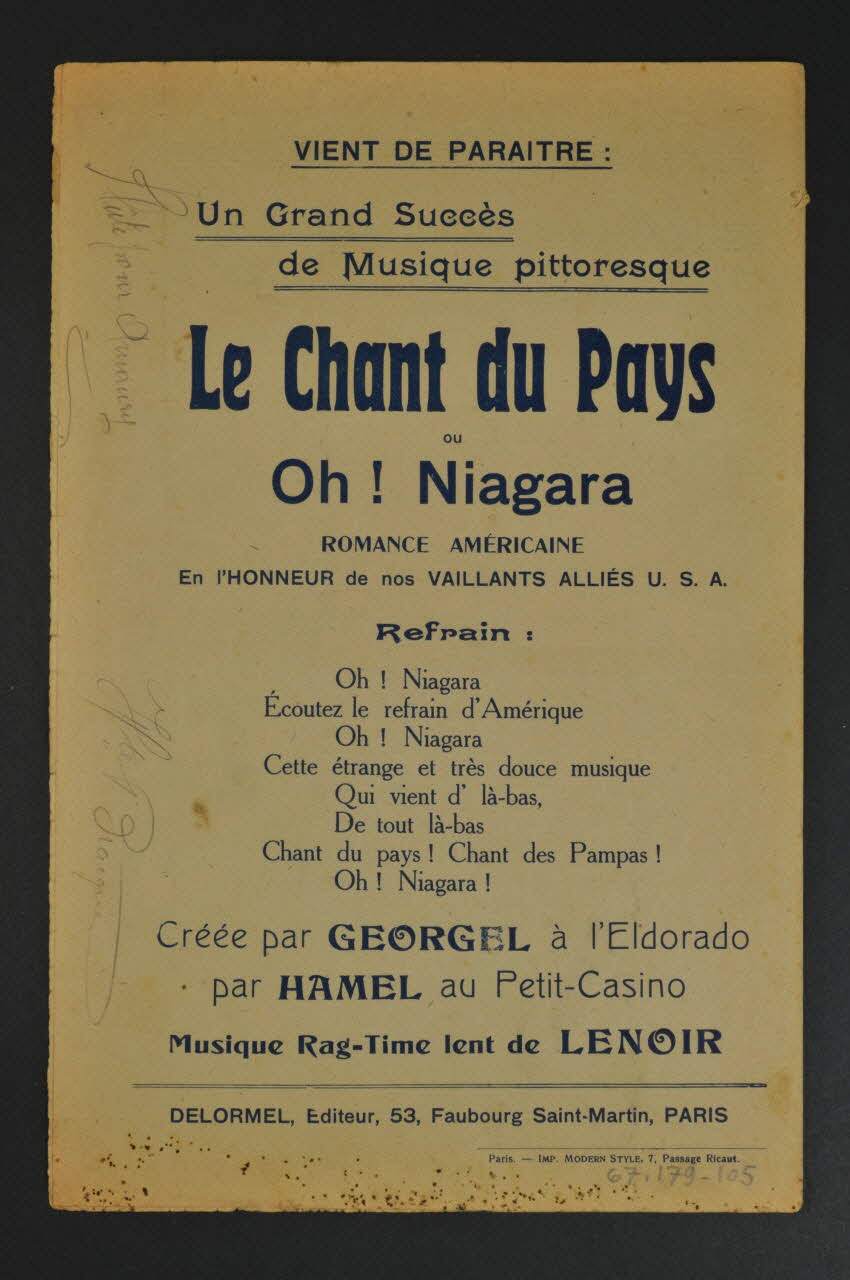 VIENT DE PARAITRE :
Un Grand Succès
de Musique pittoresque
Le Chant du Pays
ou
Oh ! Niagara
ROMANCE AMÉRICAINE
En l'HONNEUR de nos VAILLANTS ALLIÉS U. S. A.
Refrain :
Oh ! Niagara
Écoutez le refrain d'Amérique
Oh ! Niagara
Cette étrange et très douce musique
Qui vient d' là-bas,
De tout là-bas
Chant du pays ! Chant des Pampas !
Oh ! Niagara !
Créée par GEORGEL à l'Eldorado
par HAMEL au Petit-Casino
Musique Rag-Time lent de LENOIR
DELORMEL, Editeur, 53, Faubourg Saint-Martin, PARIS
Paris. — IMP. MODERN STYLE, 7, Passage Ricaut.
67.179-105